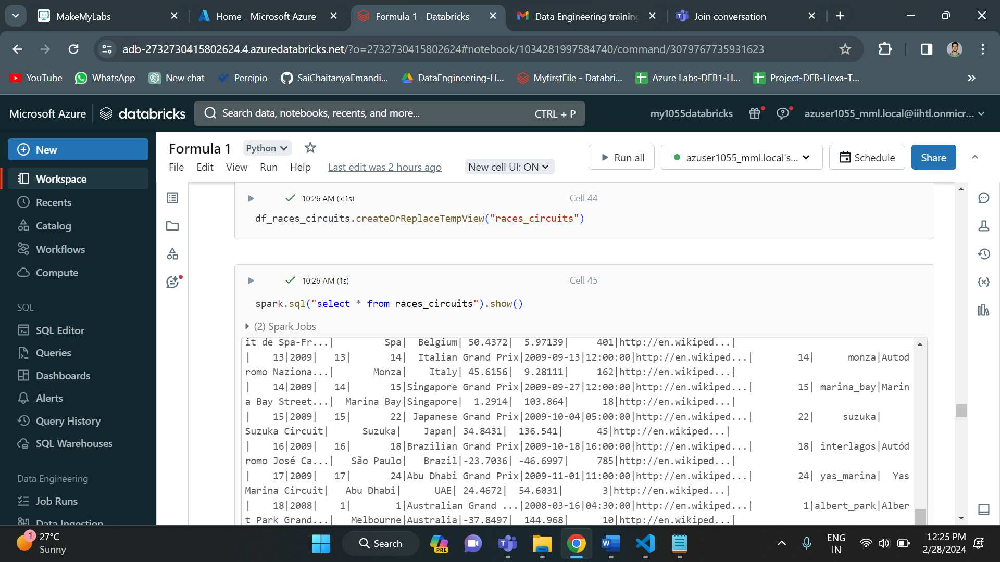 MakeMyLabs
Home - Microsoft Azure
Formula 1 - Databricks
Data Engineering training
Join conversation
adb-2732730415802624.4.azuredatabricks.net/?o=2732730415802624#notebook/1034281997584740/command/3079767735931623
YouTube
WhatsApp
New chat
Percipio
SaiChaitanyaEmandi...
DataEngineering-H...
MyfirstFile - Databri...
Azure Labs-DEB1-H...
Project-DEB-Hexa-T...
Microsoft Azure
databricks
Search data, notebooks, recents, and more...
CTRL + P
my1055databricks
azuser1055_mml.local@iihtl.onmicr...
New
Workspace
Recents
Catalog
Workflows
Compute
SQL
SQL Editor
Queries
Dashboards
Alerts
Query History
SQL Warehouses
Data Engineering
Job Runs
Data Ingestion
Formula 1
Python
File Edit View Run Help
Last edit was 2 hours ago
New cell UI: ON
Run all
azuser1055_mml.local's...
Schedule
Share
10:26 AM (<1s)
Cell 44
df_races_circuits.createOrReplaceTempView("races_circuits")
10:26 AM (1s)
Cell 45
spark.sql("select * from races_circuits").show()
(2) Spark Jobs
it de Spa-Fr...| Spa| Belgium| 50.4372| 5.97139| 401|http://en.wikiped...|
| 13|2009| 13| 14| Italian Grand Prix|2009-09-13|12:00:00|http://en.wikiped...| 14| monza|Autod
romo Naziona...| Monza| Italy| 45.6156| 9.28111| 162|http://en.wikiped...|
| 14|2009| 14| 15|Singapore Grand Prix|2009-09-27|12:00:00|http://en.wikiped...| 15| marina_bay|Marin
a Bay Street...| Marina Bay|Singapore| 1.2914| 103.864| 18|http://en.wikiped...|
| 15|2009| 15| 22| Japanese Grand Prix|2009-10-04|05:00:00|http://en.wikiped...| 22| suzuka|
Suzuka Circuit| Suzuka| Japan| 34.8431| 136.541| 45|http://en.wikiped...|
| 16|2009| 16| 18|Brazilian Grand Prix|2009-10-18|16:00:00|http://en.wikiped...| 18| interlagos|Autód
romo José Ca...| São Paulo| Brazil|-23.7036| -46.6997| 785|http://en.wikiped...|
| 17|2009| 17| 24|Abu Dhabi Grand Prix|2009-11-01|11:00:00|http://en.wikiped...| 24| yas_marina| Yas
Marina Circuit| Abu Dhabi| UAE| 24.4672| 54.6031| 3|http://en.wikiped...|
| 18|2008| 1| 1|Australian Grand ...|2008-03-16|04:30:00|http://en.wikiped...| 1|albert_park|Alber
t Park Grand...| Melbourne|Australia|-37.8497| 144.968| 10|http://en.wikiped...|
1
27°C
Sunny
Search
PRE
ENG
IN
12:25 PM
2/28/2024